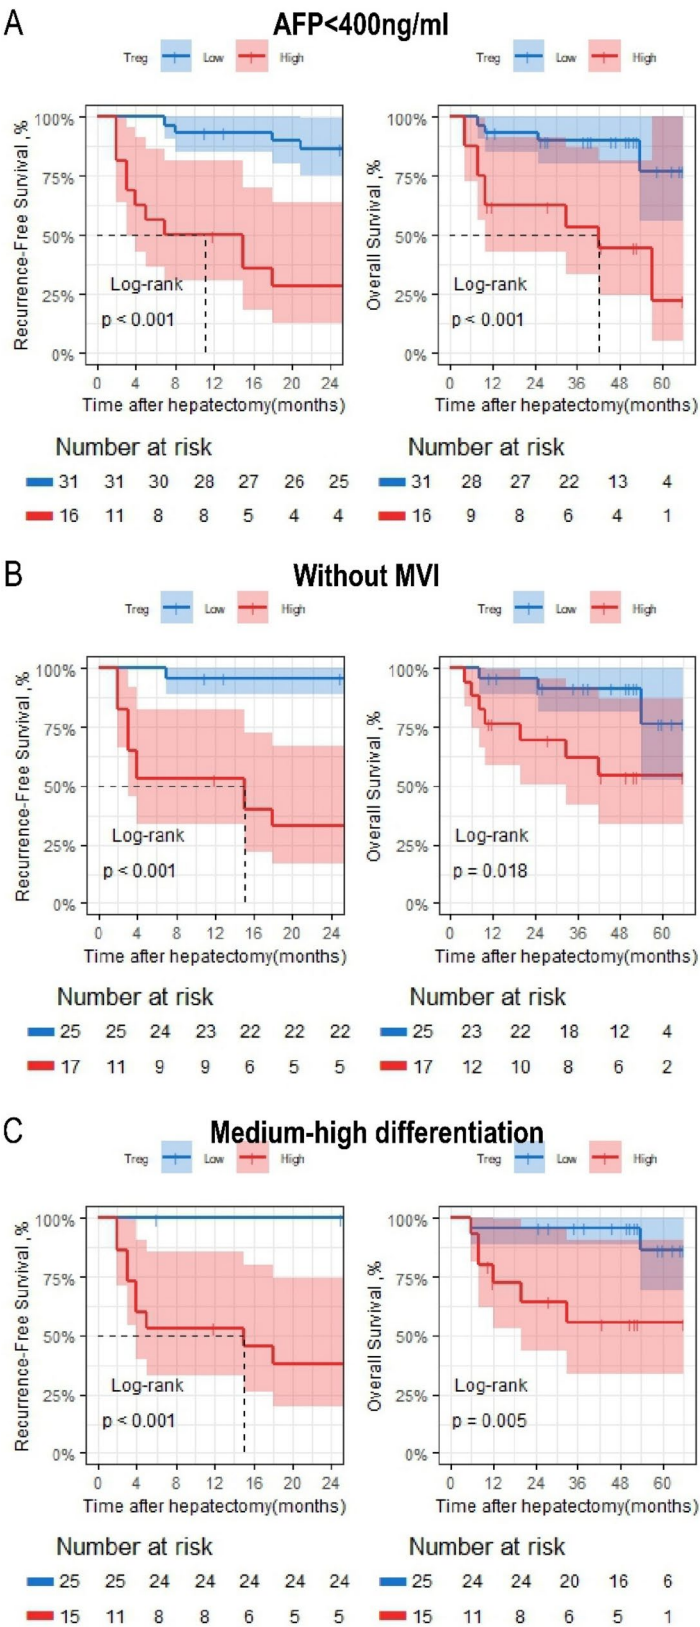 A
AFP<400ng/ml
Treg Low High
Treg Low High
Recurrence-Free Survival ,%
100%
75%
50%
25%
0%
Log-rank
p < 0.001
0 4 8 12 16 20 24
Time after hepatectomy(months)
Overall Survival ,%
100%
75%
50%
25%
0%
Log-rank
p < 0.001
0 12 24 36 48 60
Time after hepatectomy(months)
Number at risk
31 31 30 28 27 26 25
16 11 8 8 5 4 4
Number at risk
31 28 27 22 13 4
16 9 8 6 4 1
B
Without MVI
Treg Low High
Treg Low High
Recurrence-Free Survival ,%
100%
75%
50%
25%
0%
Log-rank
p < 0.001
0 4 8 12 16 20 24
Time after hepatectomy(months)
Overall Survival ,%
100%
75%
50%
25%
0%
Log-rank
p = 0.018
0 12 24 36 48 60
Time after hepatectomy(months)
Number at risk
25 25 24 23 22 22 22
17 11 9 9 6 5 5
Number at risk
25 23 22 18 12 4
17 12 10 8 6 2
C
Medium-high differentiation
Treg Low High
Treg Low High
Recurrence-Free Survival ,%
100%
75%
50%
25%
0%
Log-rank
p < 0.001
0 4 8 12 16 20 24
Time after hepatectomy(months)
Overall Survival ,%
100%
75%
50%
25%
0%
Log-rank
p = 0.005
0 12 24 36 48 60
Time after hepatectomy(months)
Number at risk
25 25 24 24 24 24 24
15 11 8 8 6 5 5
Number at risk
25 24 24 20 16 6
15 11 8 6 5 1